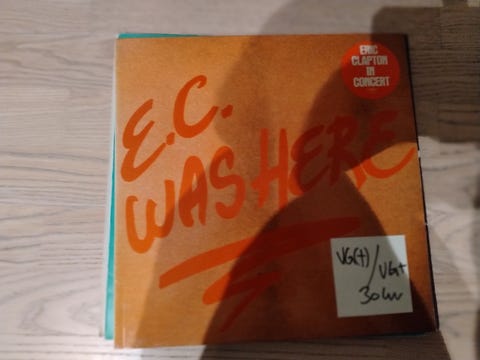 ERIC
CLAPTON
IN
CONCERT
E.C.
WAS HERE
VG(+)/VG+
30kr